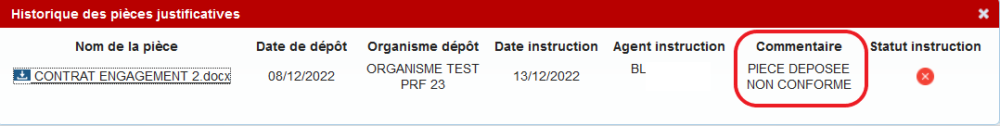 Historique des pièces justificatives
Nom de la pièce Date de dépôt Organisme dépôt Date instruction Agent instruction Commentaire Statut instruction
CONTRAT ENGAGEMENT 2.docx 08/12/2022 ORGANISME TEST PRF 23 13/12/2022 BL PIECE DEPOSEE NON CONFORME